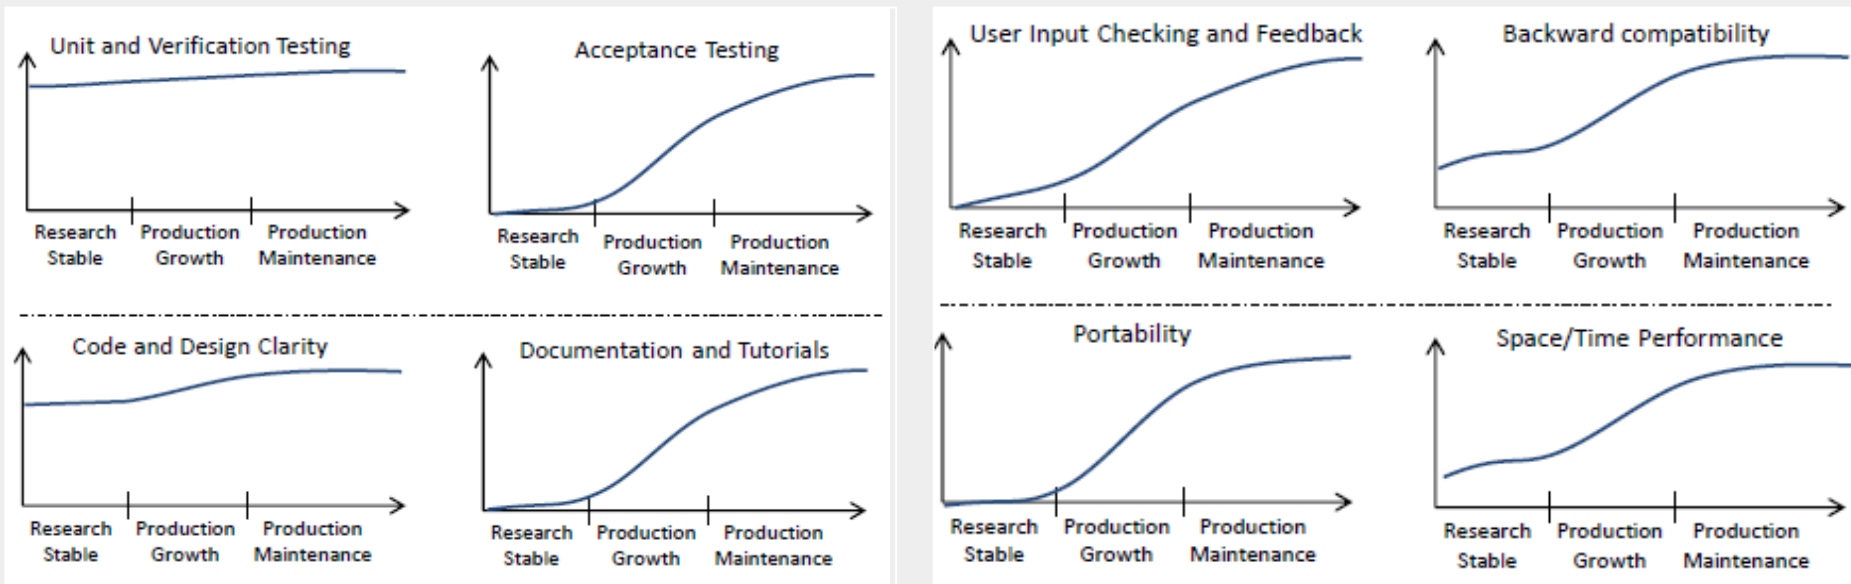 Unit and Verification Testing
Research Production Production
Stable Growth Maintenance
Acceptance Testing
Research Production Production
Stable Growth Maintenance
User Input Checking and Feedback
Research Production Production
Stable Growth Maintenance
Backward compatibility
Research Production Production
Stable Growth Maintenance
Code and Design Clarity
Research Production Production
Stable Growth Maintenance
Documentation and Tutorials
Research Production Production
Stable Growth Maintenance
Portability
Research Production Production
Stable Growth Maintenance
Space/Time Performance
Research Production Production
Stable Growth Maintenance